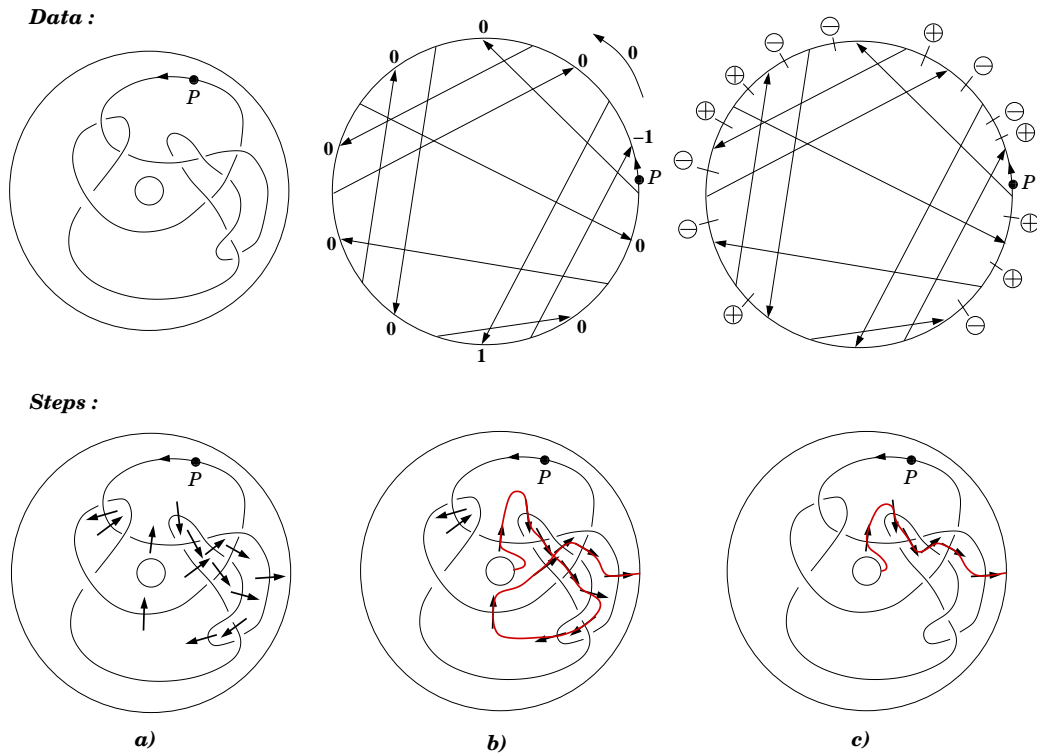 Data :
P
0
0
0
0
0
–1
P
0
0
0
0
1
0
– – + – + – + – + – P – + + + –
Steps :
P
P
P
a)
b)
c)